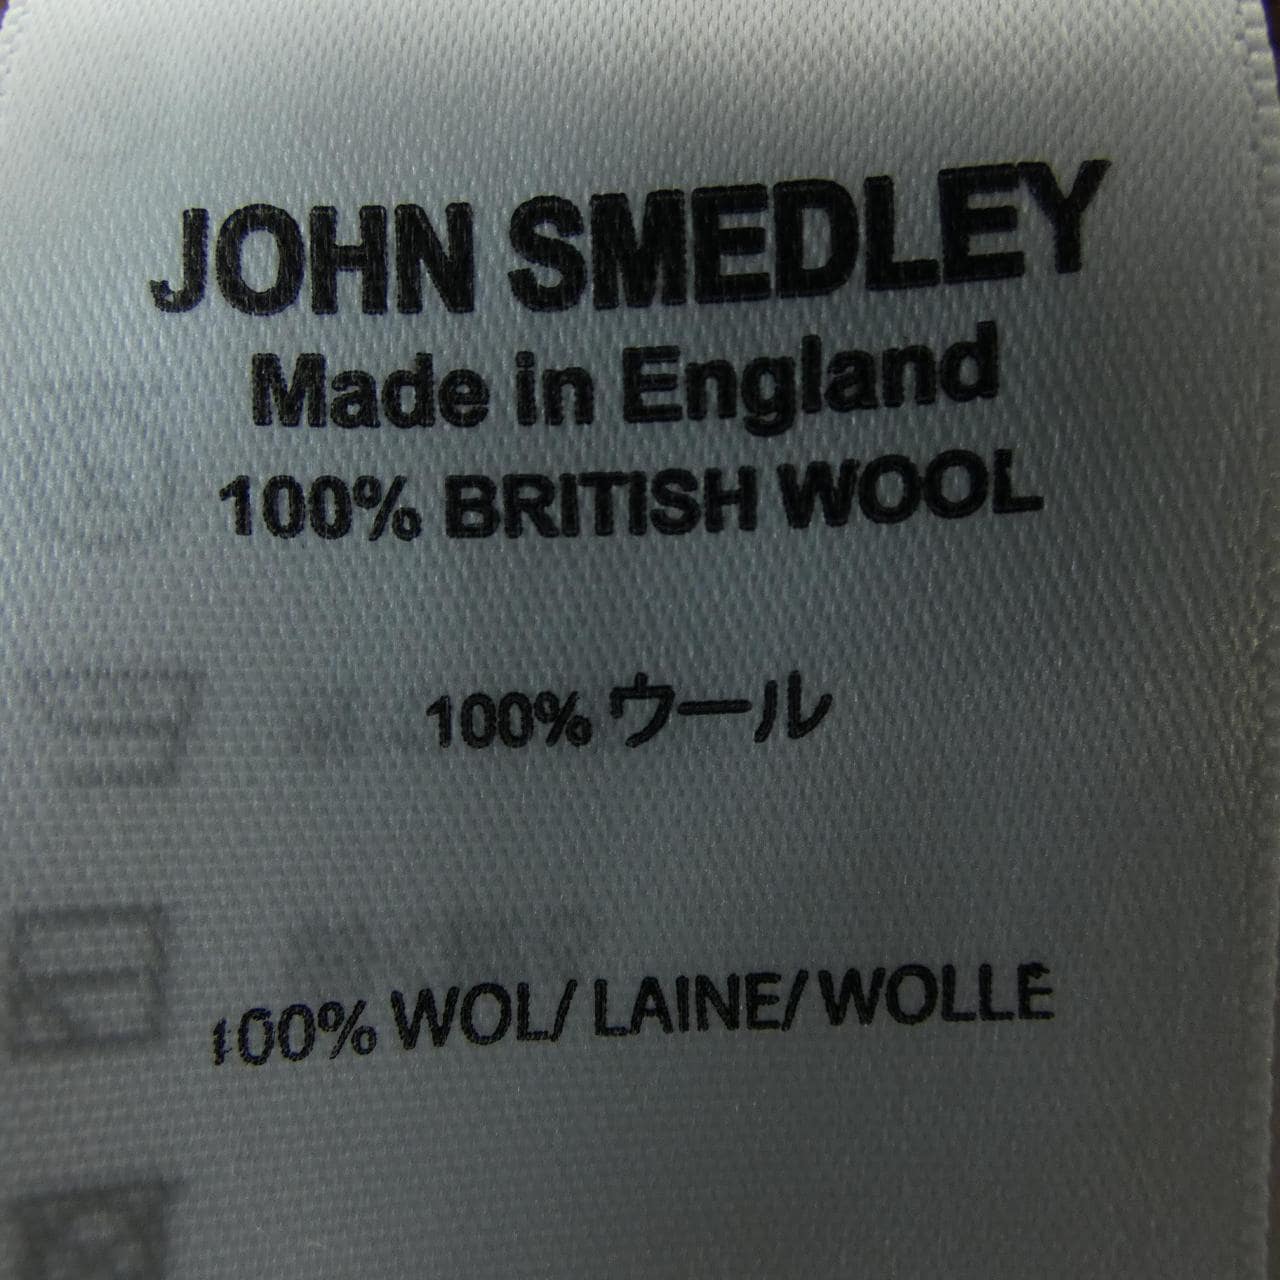 JOHN SMEDLEY
Made in England
100% BRITISH WOOL
100% ウール
100% WOL/ LAINE/ WOLLE